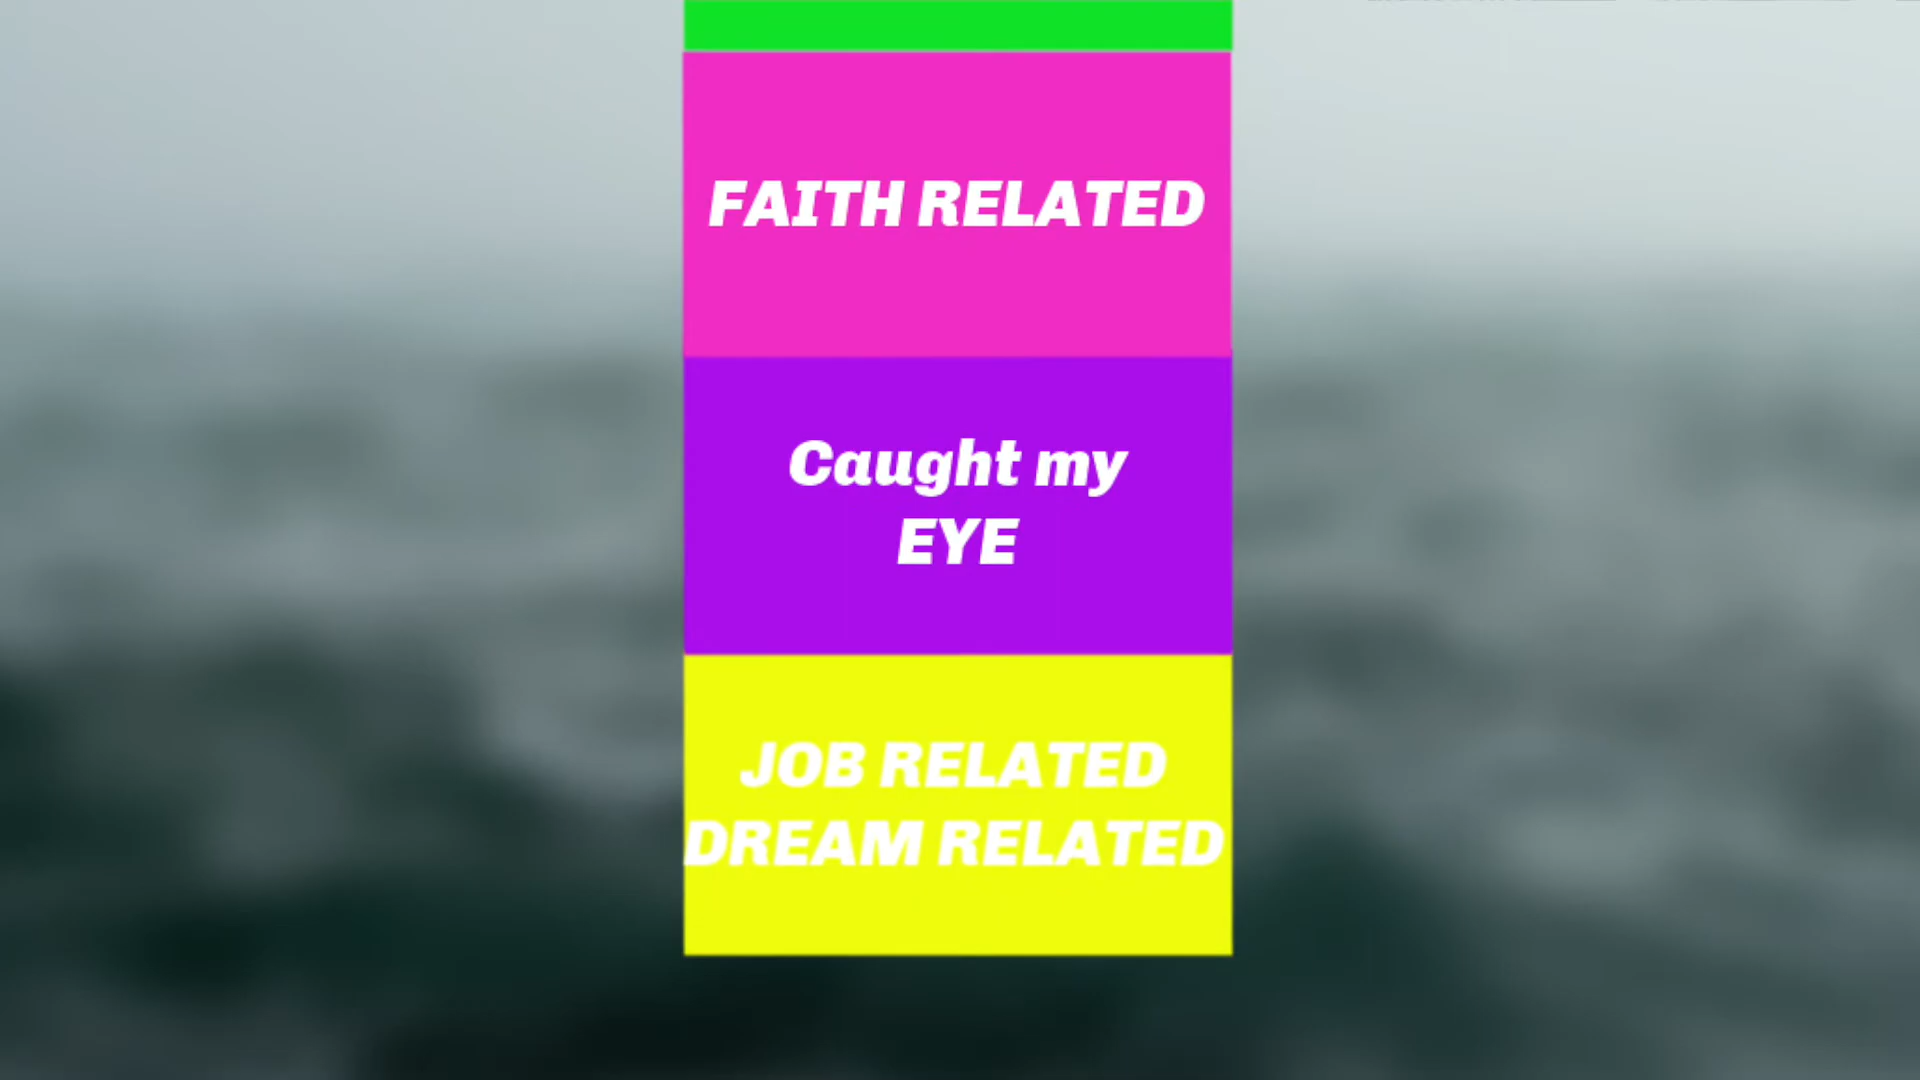 FAITH RELATED
Caught my
EYE
JOB RELATED
DREAM RELATED